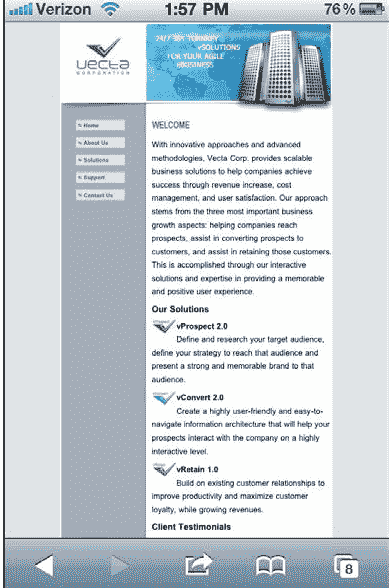 Verizon 1:57 PM 76%
vecta
CORPORATION
24/7
vSOLUTIONS
FOR YOUR AGILE
eBUSINESS
Home
About Us
Solutions
Support
Contact Us
WELCOME
With innovative approaches and advanced
methodologies, Vecta Corp. provides scalable
business solutions to help companies achieve
success through revenue increase, cost
management, and user satisfaction. Our approach
stems from the three most important business
growth aspects: helping companies reach
prospects, assist in converting prospects to
customers, and assist in retaining those customers.
This is accomplished through our interactive
solutions and expertise in providing a memorable
and positive user experience.
Our Solutions
vProspect 2.0
Define and research your target audience,
define your strategy to reach that audience and
present a strong and memorable brand to that
audience.
vConvert 2.0
Create a highly user-friendly and easy-to-
navigate information architecture that will help your
prospects interact with the company on a highly
interactive level.
vRetain 1.0
Build on existing customer relationships to
improve productivity and maximize customer
loyalty, while growing revenues.
Client Testimonials
8